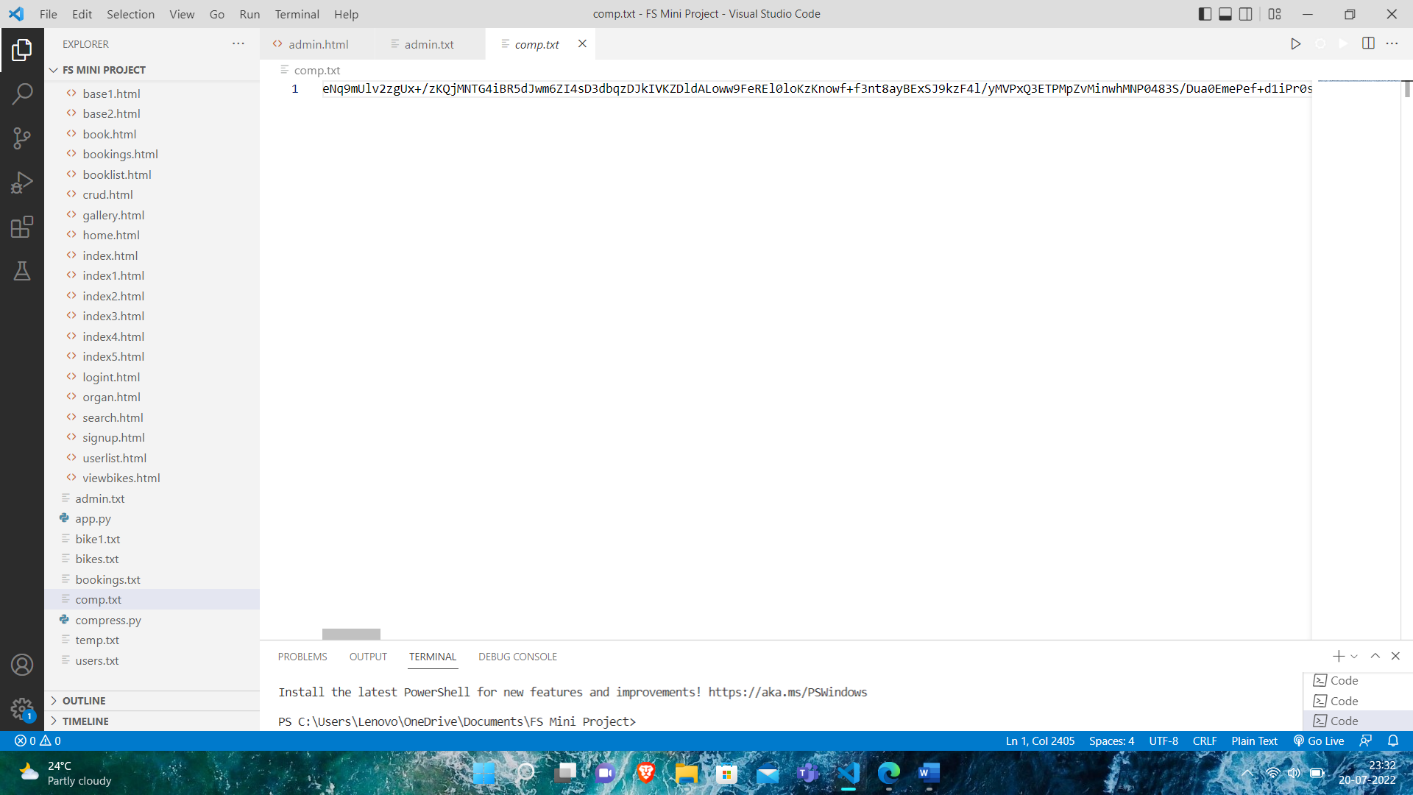 File Edit Selection View Go Run Terminal Help
comp.txt - FS Mini Project - Visual Studio Code
EXPLORER
FS MINI PROJECT
base1.html
base2.html
book.html
bookings.html
booklist.html
crud.html
gallery.html
home.html
index.html
index1.html
index2.html
index3.html
index4.html
index5.html
logint.html
organ.html
search.html
signup.html
userlist.html
viewbikes.html
admin.txt
app.py
bike1.txt
bikes.txt
bookings.txt
comp.txt
compress.py
temp.txt
users.txt
OUTLINE
TIMELINE
1
admin.html admin.txt comp.txt
comp.txt
1 eNq9mUlv2zgUx+/zKQjMNTG4iBR5dJwm6ZI4sD3dbqzDJkIVKZDldALoww9FeREl0loKzKnowf+f3nt8ayBExSJ9kzF4l/yMVPxQ3ETPMpZvMinwhMNP0483S/Dua0EmePef+d1iPr0s
PROBLEMS OUTPUT TERMINAL DEBUG CONSOLE
Install the latest PowerShell for new features and improvements! https://aka.ms/PSWindows
PS C:\Users\Lenovo\OneDrive\Documents\FS Mini Project>
Code
Code
Code
0 0
Ln 1, Col 2405 Spaces: 4 UTF-8 CRLF Plain Text Go Live
24°C
Partly cloudy
23:32
20-07-2022